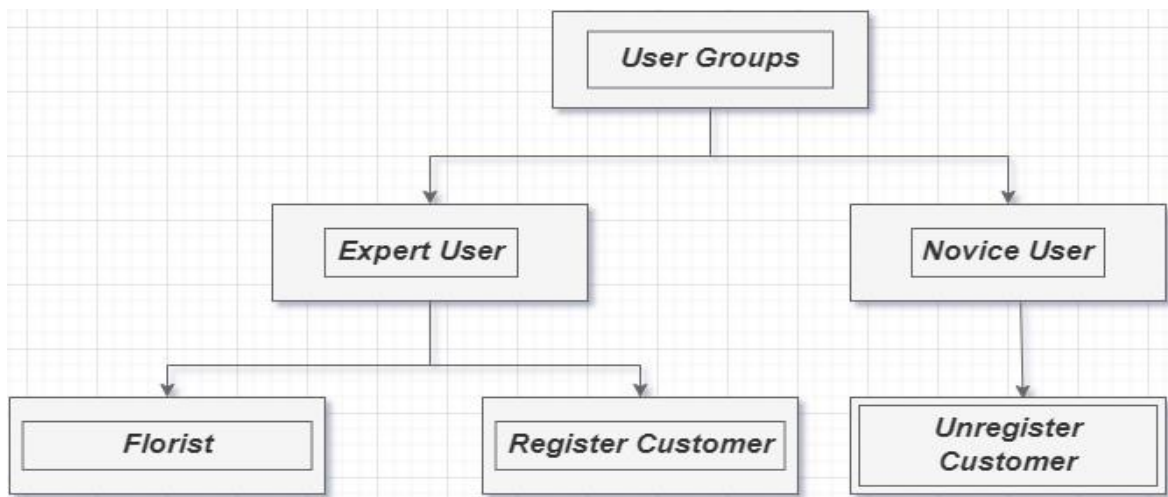 User Groups
Expert User
Novice User
Florist
Register Customer
Unregister
Customer